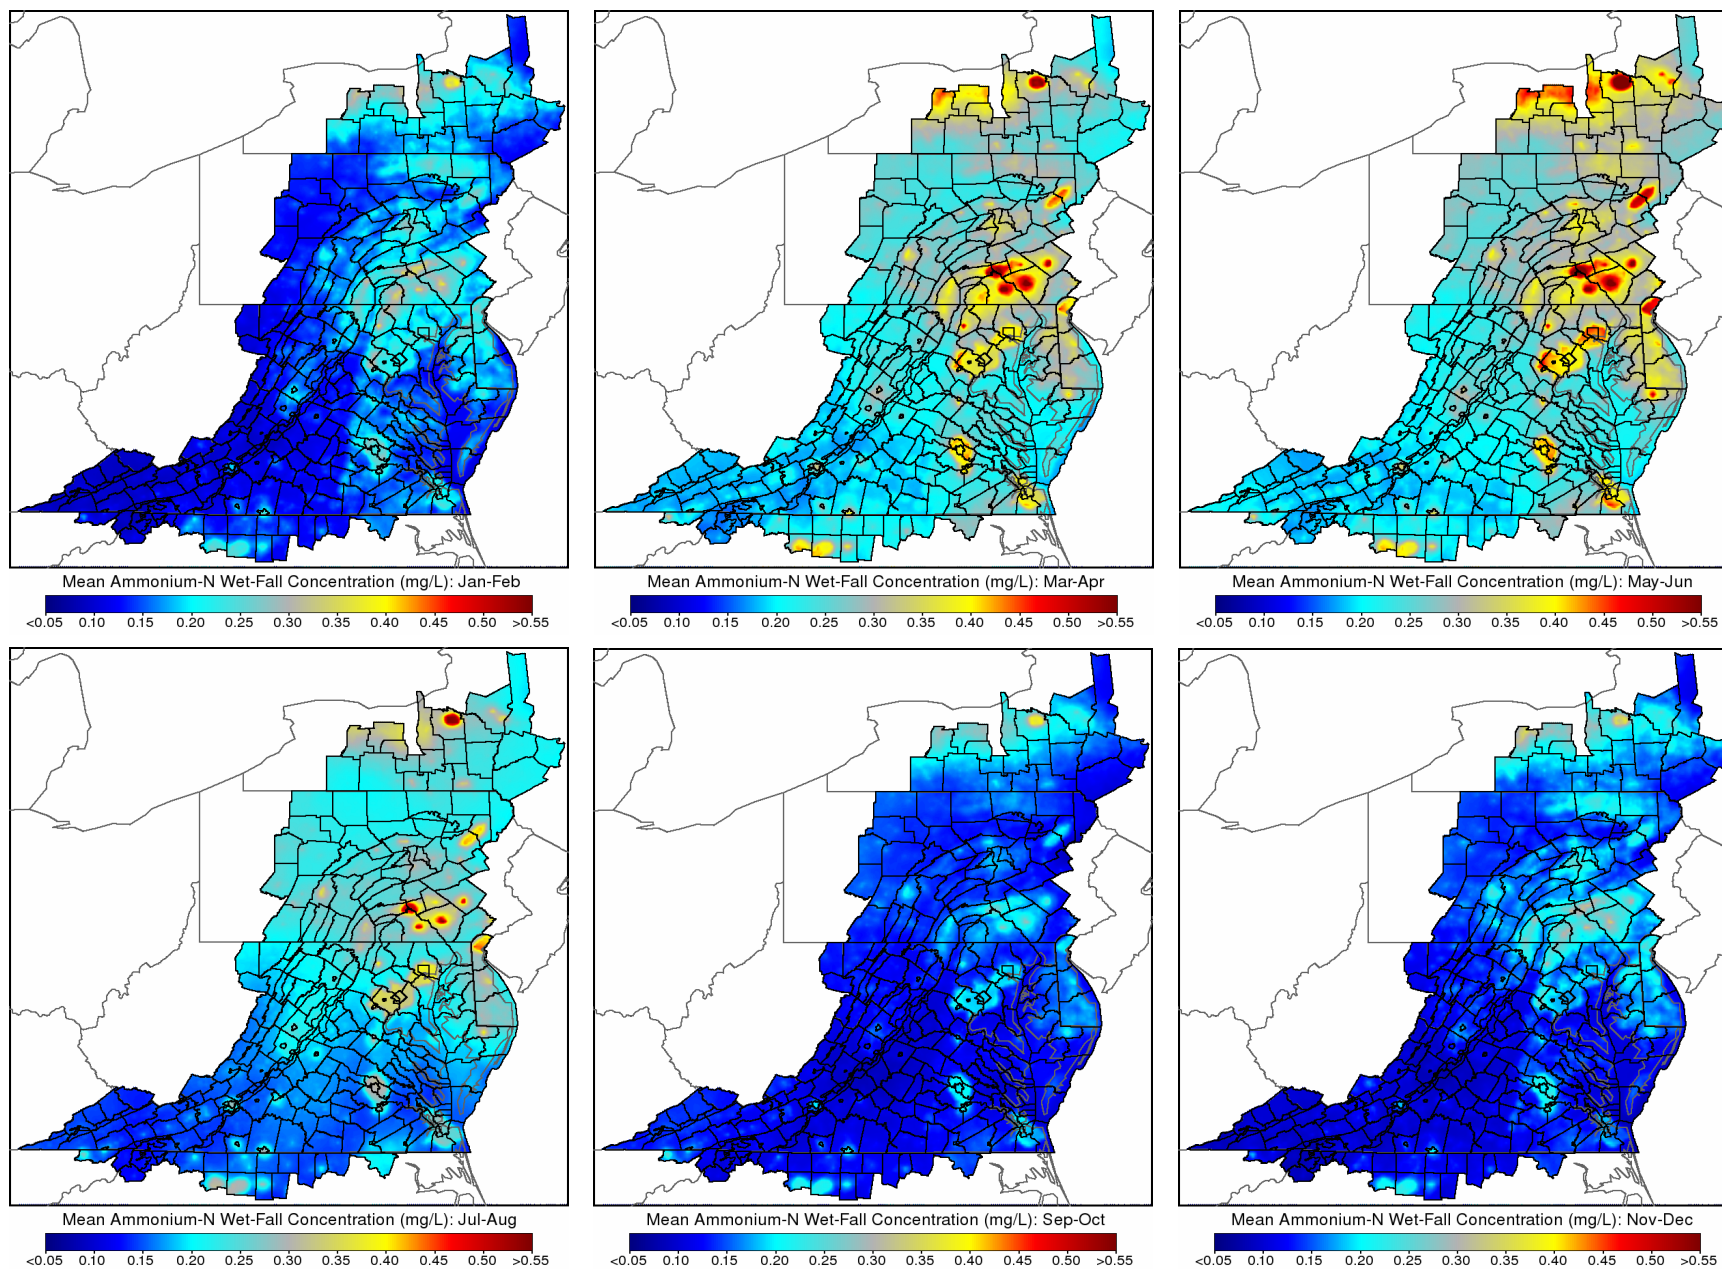 Mean Ammonium-N Wet-Fall Concentration (mg/L): Jan-Feb
<0.05 0.10 0.15 0.20 0.25 0.30 0.35 0.40 0.45 0.50 >0.55
Mean Ammonium-N Wet-Fall Concentration (mg/L): Mar-Apr
<0.05 0.10 0.15 0.20 0.25 0.30 0.35 0.40 0.45 0.50 >0.55
Mean Ammonium-N Wet-Fall Concentration (mg/L): May-Jun
<0.05 0.10 0.15 0.20 0.25 0.30 0.35 0.40 0.45 0.50 >0.55
Mean Ammonium-N Wet-Fall Concentration (mg/L): Jul-Aug
<0.05 0.10 0.15 0.20 0.25 0.30 0.35 0.40 0.45 0.50 >0.55
Mean Ammonium-N Wet-Fall Concentration (mg/L): Sep-Oct
<0.05 0.10 0.15 0.20 0.25 0.30 0.35 0.40 0.45 0.50 >0.55
Mean Ammonium-N Wet-Fall Concentration (mg/L): Nov-Dec
<0.05 0.10 0.15 0.20 0.25 0.30 0.35 0.40 0.45 0.50 >0.55